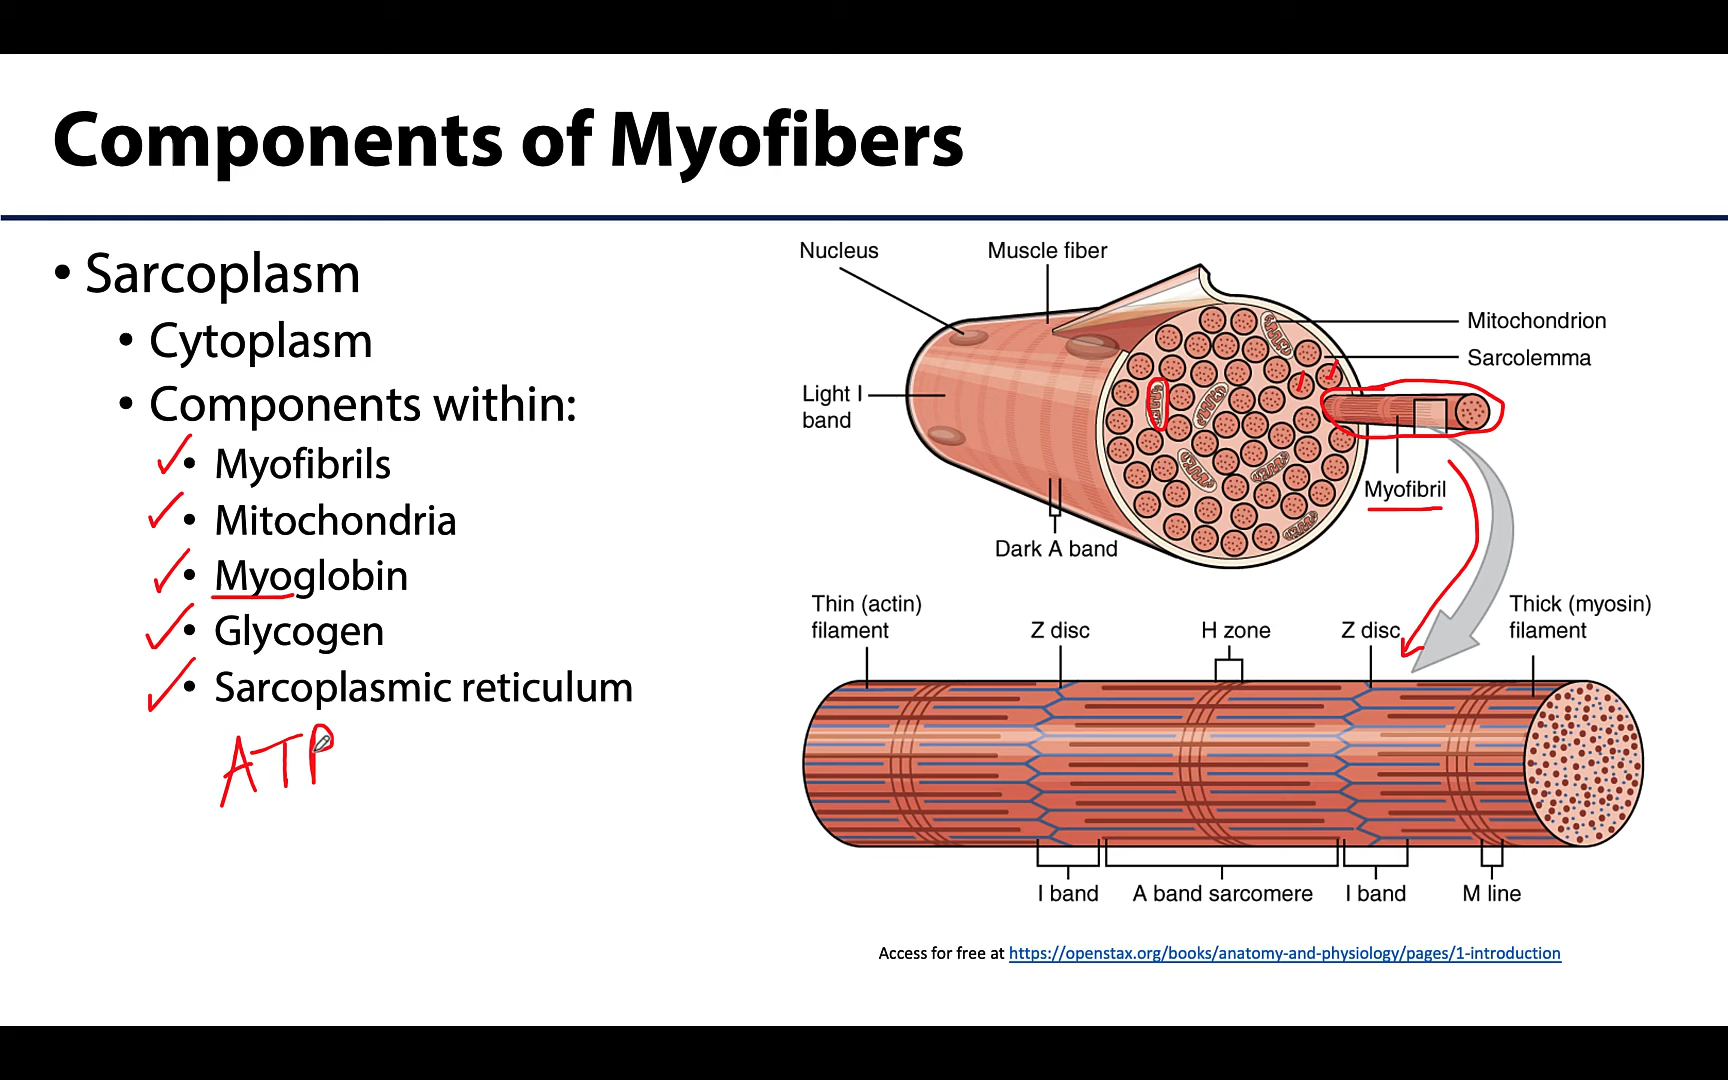 Components of Myofibers
• Sarcoplasm
• Cytoplasm
• Components within:
• Myofibrils
• Mitochondria
• Myoglobin
• Glycogen
• Sarcoplasmic reticulum
ATP
Nucleus
Muscle fiber
Mitochondrion
Sarcolemma
Light I
band
Myofibril
Dark A band
Thin (actin)
filament
Z disc
H zone
Z disc
Thick (myosin)
filament
I band
A band sarcomere
I band
M line
Access for free at https://openstax.org/books/anatomy-and-physiology/pages/1-introduction